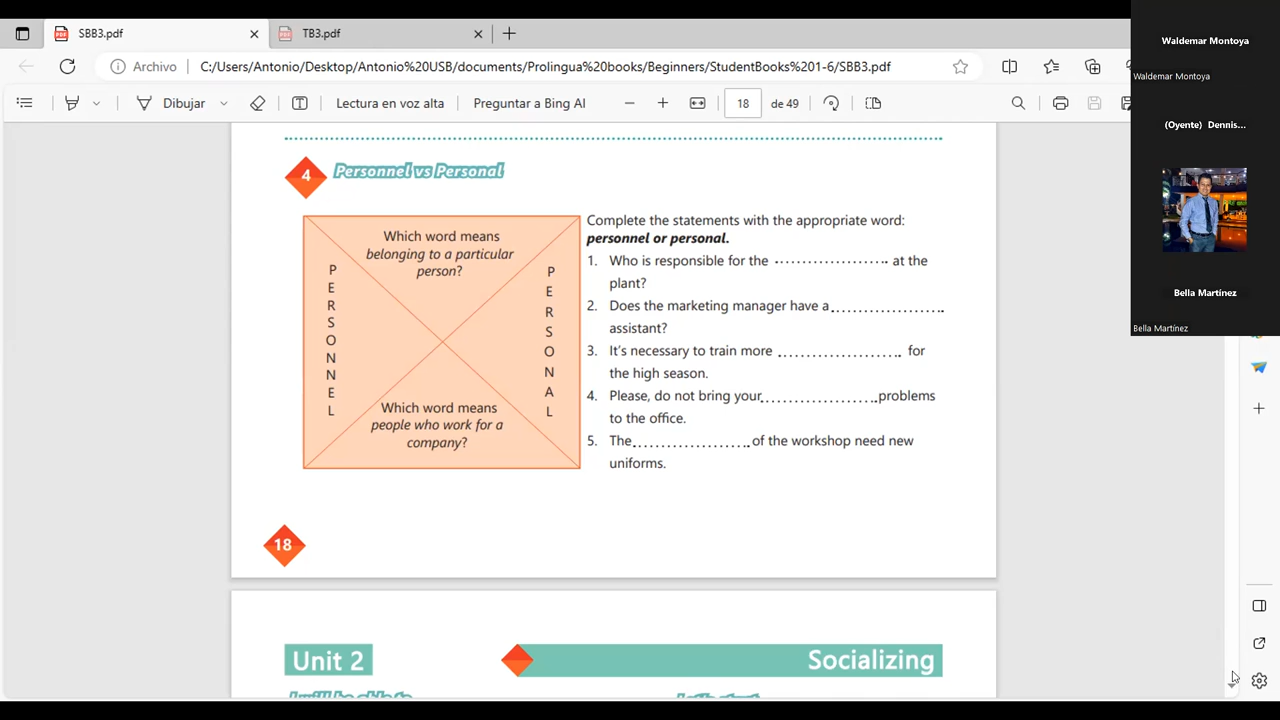 SBB3.pdf
TB3.pdf
Archivo
C:/Users/Antonio/Desktop/Antonio%20USB/documents/Prolingua%20books/Beginners/StudentBooks%201-6/SBB3.pdf
Dibujar
Lectura en voz alta
Preguntar a Bing AI
18
de 49
Waldemar Montoya
Waldemar Montoya
(Oyente) Dennis...
Bella Martínez
Bella Martínez
4
Personnel vs Personal
Which word means
belonging to a particular
person?
PERSONNEL
PERSONAL
Which word means
people who work for a
company?
Complete the statements with the appropriate word:
personnel or personal.
1. Who is responsible for the .................... at the
plant?
2. Does the marketing manager have a ....................
assistant?
3. It's necessary to train more .................... for
the high season.
4. Please, do not bring your .................... problems
to the office.
5. The .................... of the workshop need new
uniforms.
18
Unit 2
Socializing